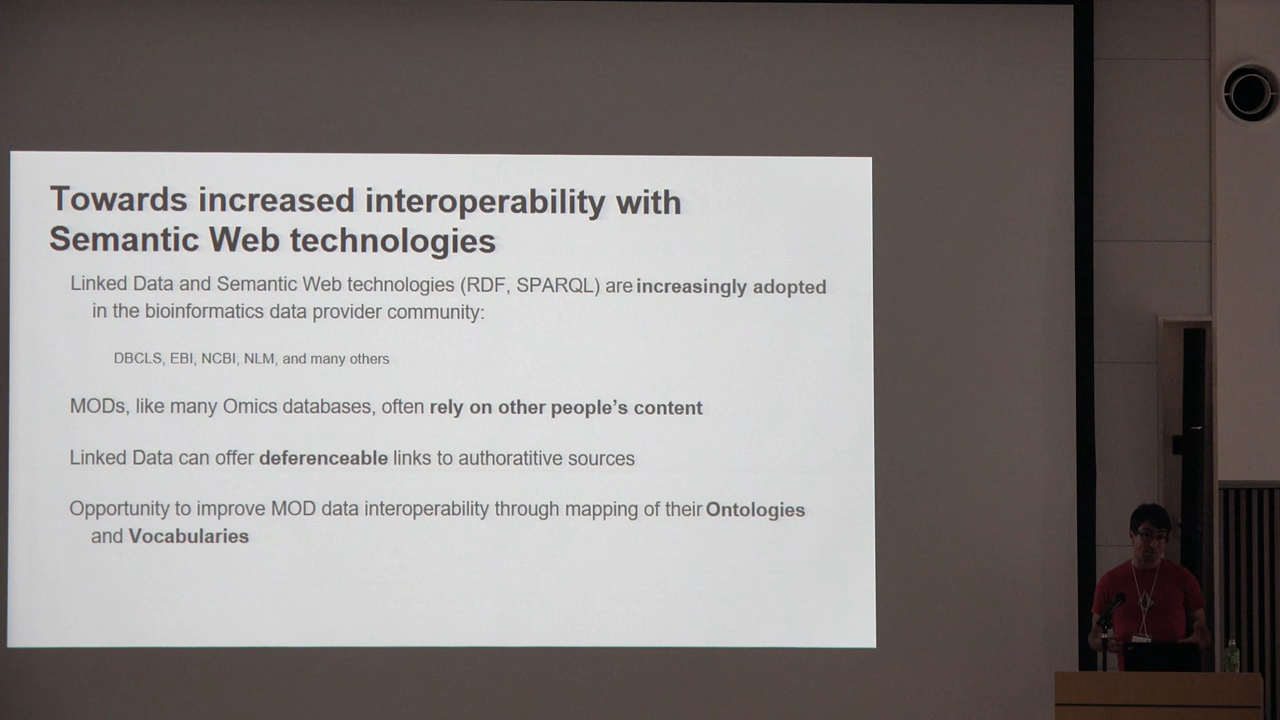 Towards increased interoperability with
Semantic Web technologies
Linked Data and Semantic Web technologies (RDF, SPARQL) are increasingly adopted
in the bioinformatics data provider community:
DBCLS, EBI, NCBI, NLM, and many others
MODs, like many Omics databases, often rely on other people's content
Linked Data can offer deferenceable links to authoratitive sources
Opportunity to improve MOD data interoperability through mapping of their Ontologies
and Vocabularies